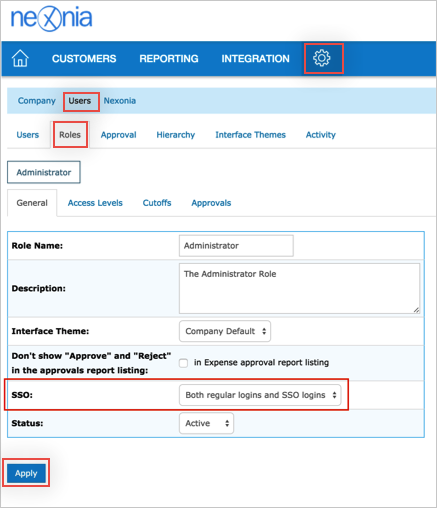 nexonia
CUSTOMERS REPORTING INTEGRATION
Company Users Nexonia
Users Roles Approval Hierarchy Interface Themes Activity
Administrator
General Access Levels Cutoffs Approvals
Role Name: Administrator
Description: The Administrator Role
Interface Theme: Company Default
Don't show "Approve" and "Reject"
in the approvals report listing: in Expense approval report listing
SSO: Both regular logins and SSO logins
Status: Active
Apply